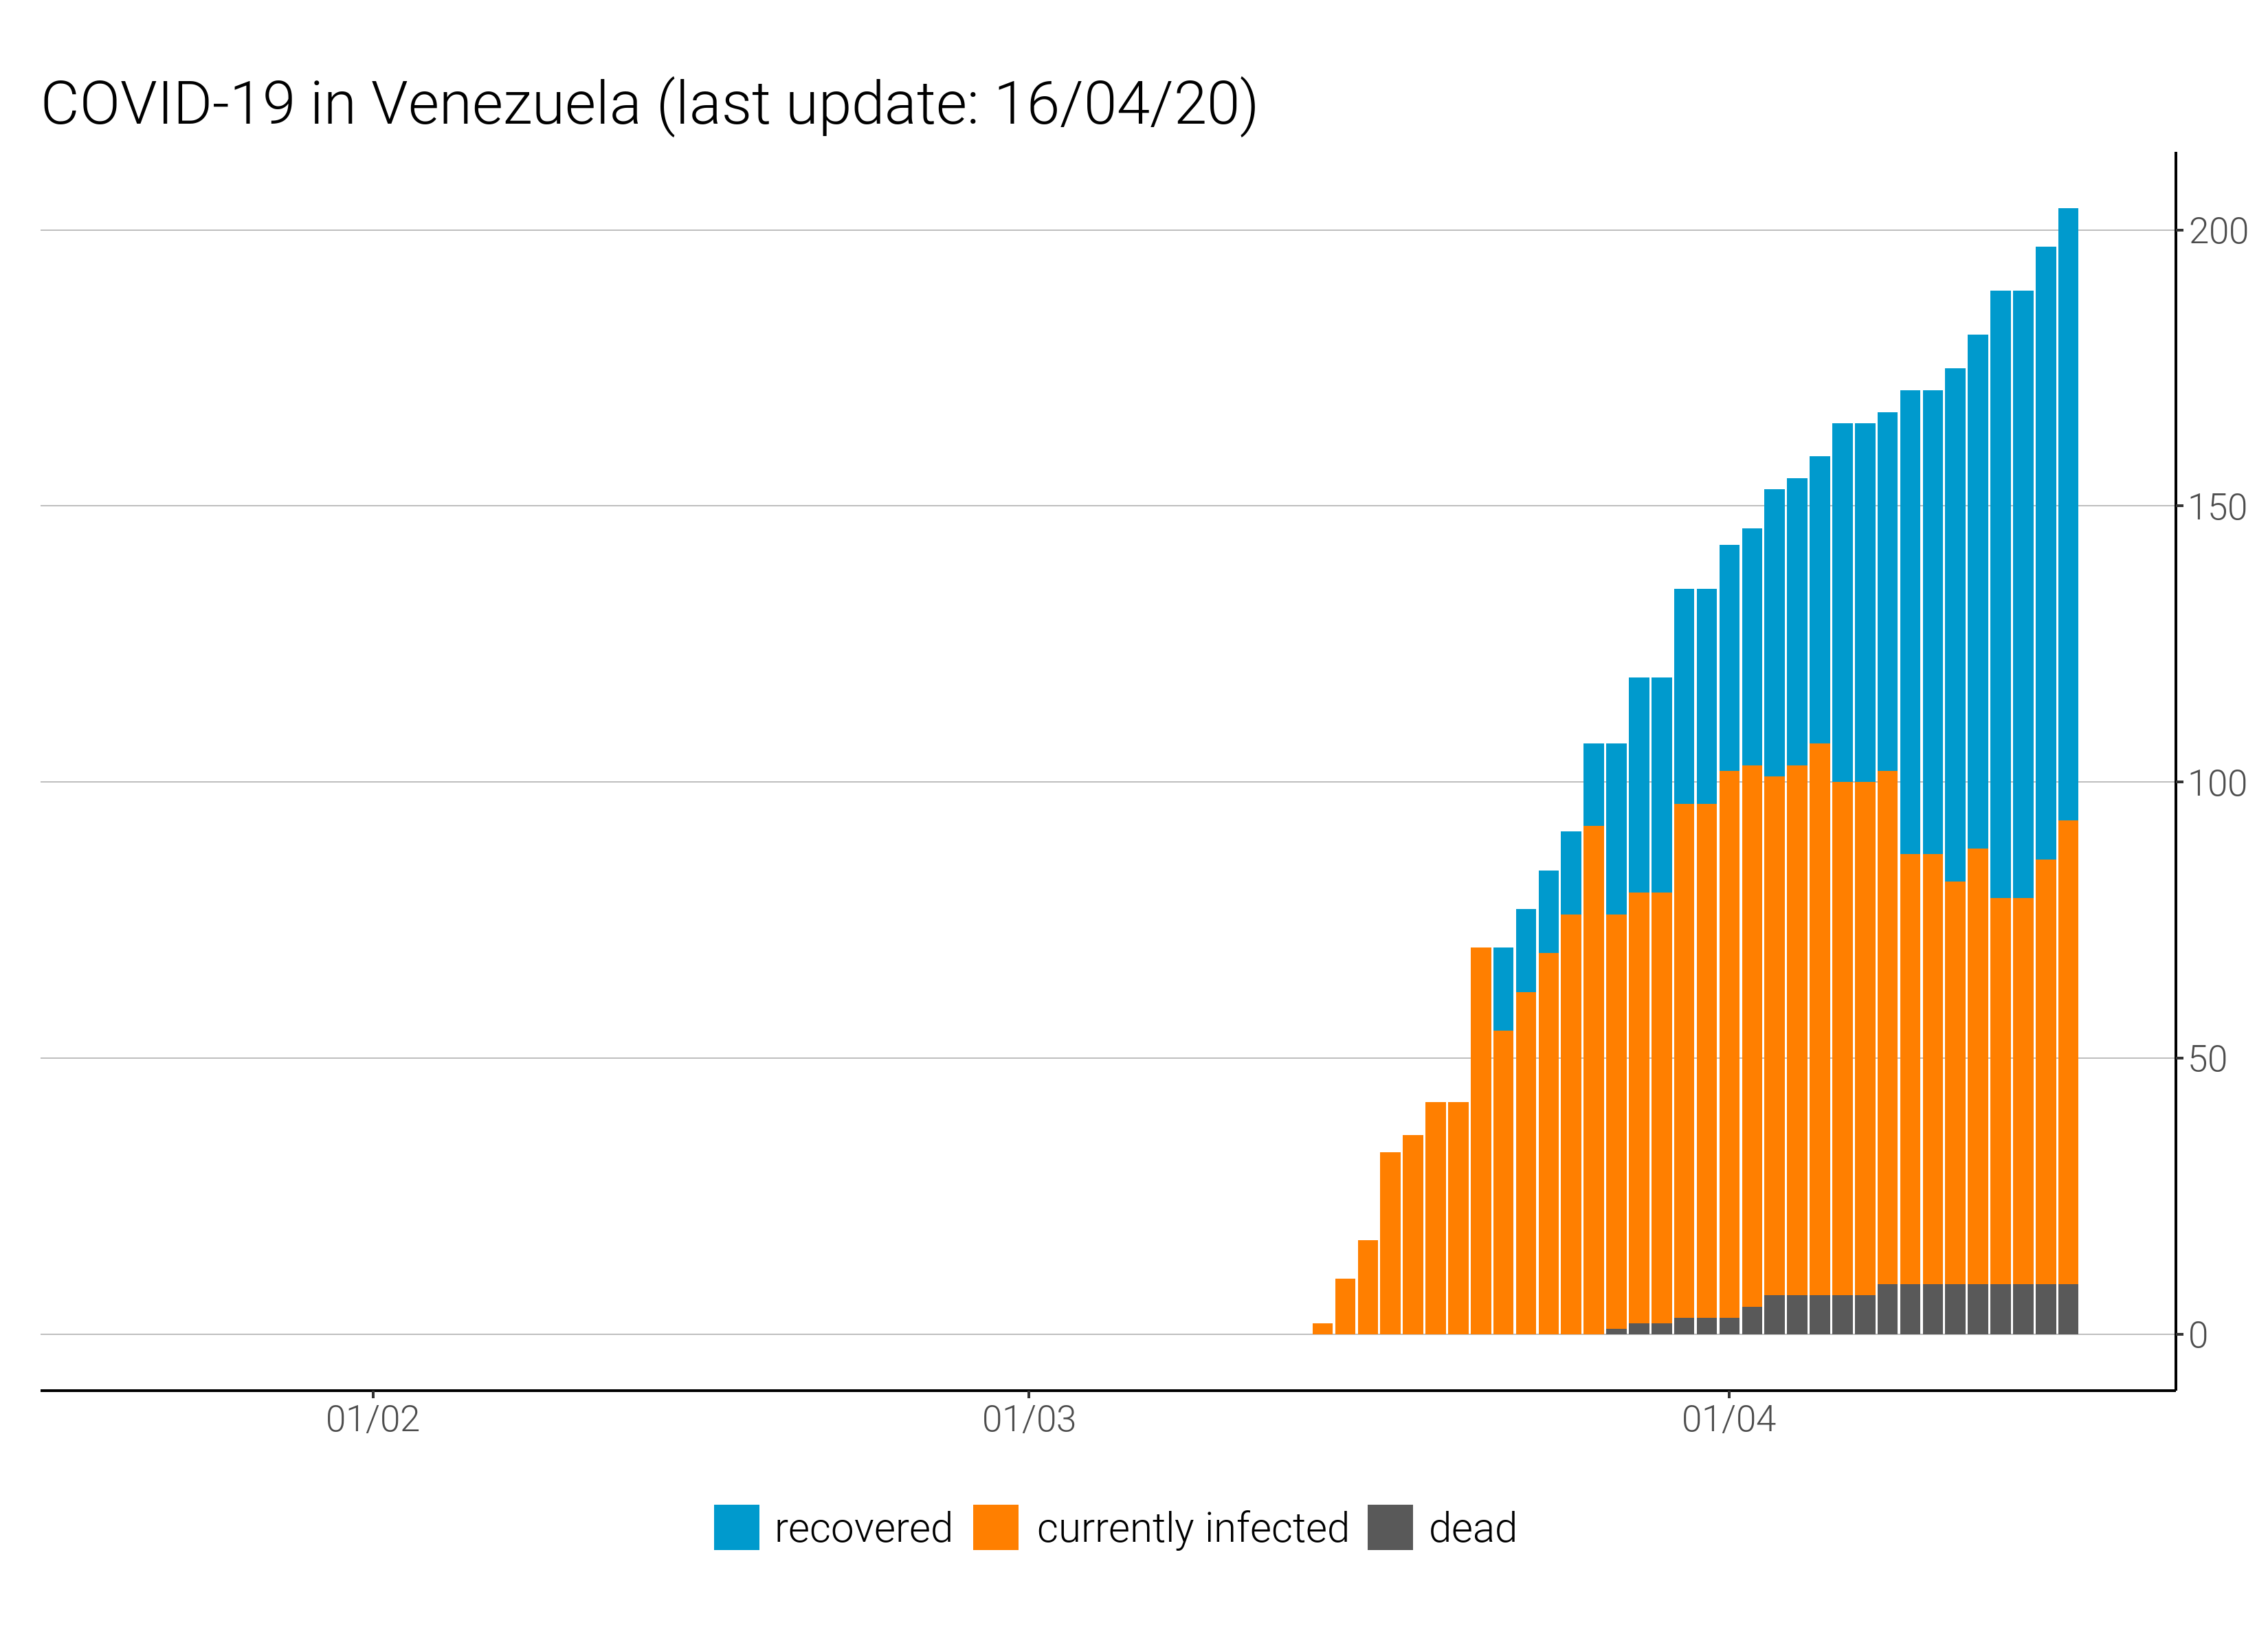 COVID-19 in Venezuela (last update: 16/04/20)
200
150
100
50
0
01/02 01/03 01/04
recovered currently infected dead